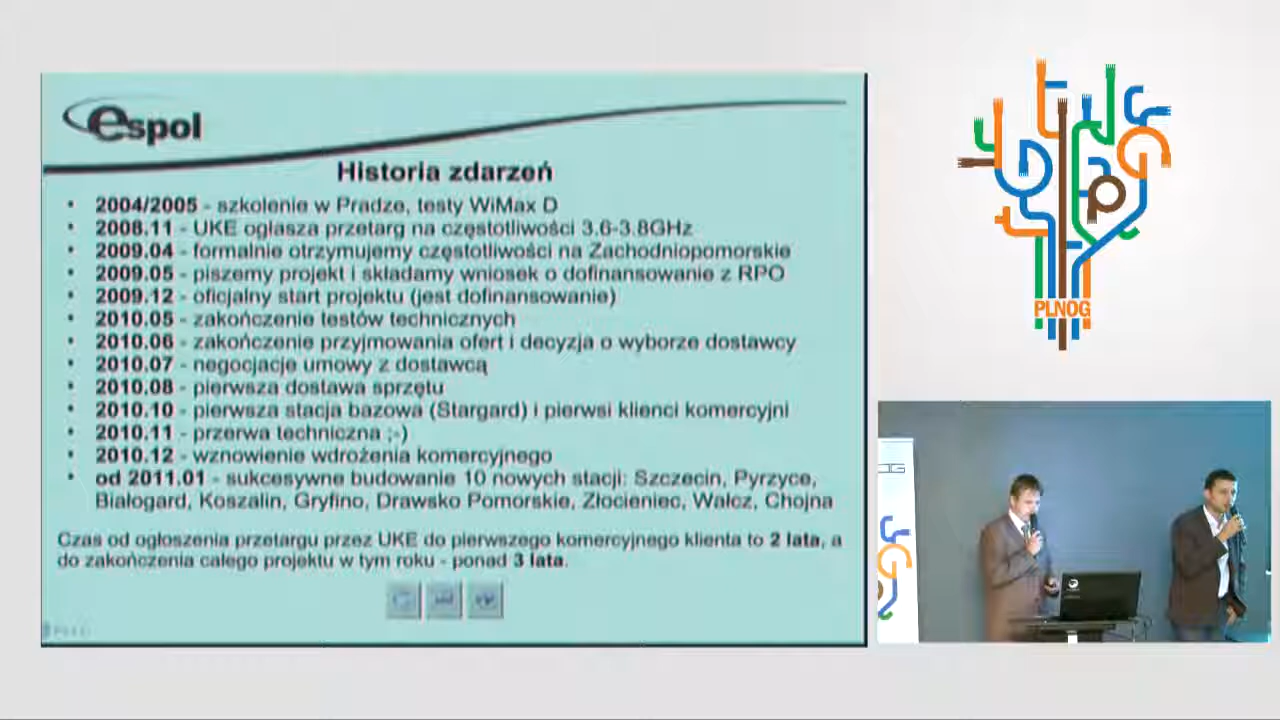 espol
Historia zdarzeń
• 2004/2005 - szkolenie w Pradze, testy WiMax D
• 2008.11 - UKE ogłasza przetarg na częstotliwości 3.6-3.8GHz
• 2009.04 - formalnie otrzymujemy częstotliwości na Zachodniopomorskie
• 2009.05 - piszemy projekt i składamy wniosek o dofinansowanie z RPO
• 2009.12 - oficjalny start projektu (jest dofinansowanie)
• 2010.05 - zakończenie testów technicznych
• 2010.06 - zakończenie przyjmowania ofert i decyzja o wyborze dostawcy
• 2010.07 - negocjacje umowy z dostawcą
• 2010.08 - pierwsza dostawa sprzętu
• 2010.10 - pierwsza stacja bazowa (Stargard) i pierwsi klienci komercyjni
• 2010.11 - przerwa techniczna ;-)
• 2010.12 - wznowienie wdrożenia komercyjnego
• od 2011.01 - sukcesywne budowanie 10 nowych stacji: Szczecin, Pyrzyce,
Białogard, Koszalin, Gryfino, Drawsko Pomorskie, Złocieniec, Wałcz, Chojna
Czas od ogłoszenia przetargu przez UKE do pierwszego komercyjnego klienta to 2 lata, a
do zakończenia całego projektu w tym roku - ponad 3 lata.
PLNOG